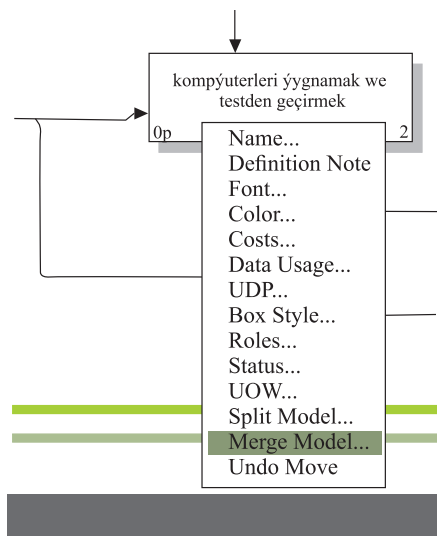 kompýuterleri ýygnamak we
testden geçirmek
0p 2
Name...
Definition Note
Font...
Color...
Costs...
Data Usage...
UDP...
Box Style...
Roles...
Status...
UOW...
Split Model...
Merge Model...
Undo Move